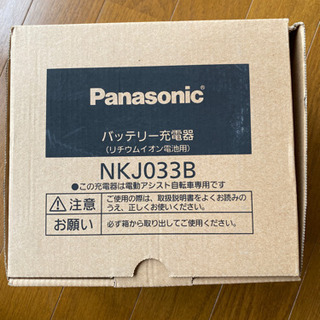 Panasonic
バッテリー充電器
(リチウムイオン電池用)
NKJ033B
●この充電器は電動アシスト自転車専用です
⚠注意 ご使用の際は、取扱説明書をよくお読みのう
え、正しくお使いください。
お願い 必ず箱から取り出してご使用ください。